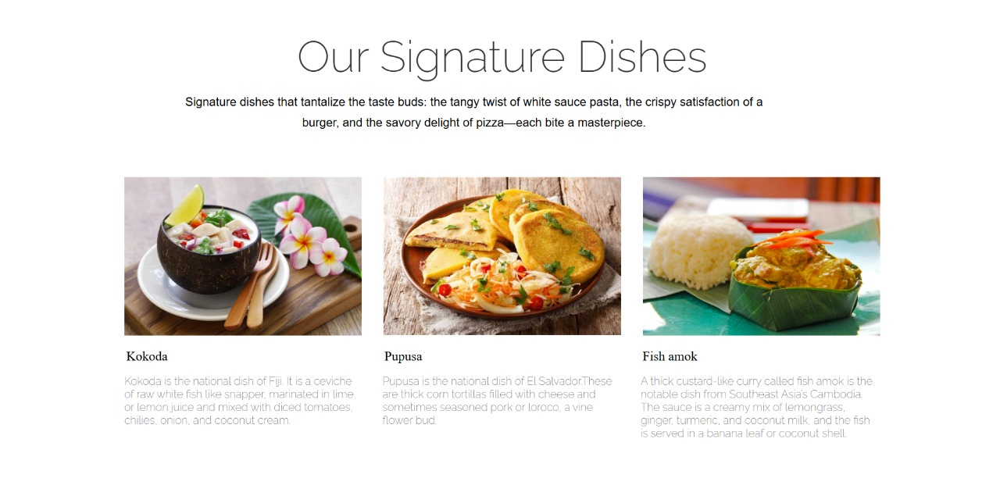 Our Signature Dishes
Signature dishes that tantalize the taste buds: the tangy twist of white sauce pasta, the crispy satisfaction of a
burger, and the savory delight of pizza—each bite a masterpiece.
Kokoda
Kokoda is the national dish of Fiji. It is a ceviche
of raw white fish like snapper, marinated in lime
or lemon juice and mixed with diced tomatoes,
chilies, onion, and coconut cream.
Pupusa
Pupusa is the national dish of El Salvador.These
are thick corn tortillas filled with cheese and
sometimes seasoned pork or loroco, a vine
flower bud.
Fish amok
A thick custard-like curry called fish amok is the
notable dish from Southeast Asia's Cambodia.
The sauce is a creamy mix of lemongrass,
ginger, turmeric, and coconut milk, and the fish
is served in a banana leaf or coconut shell.